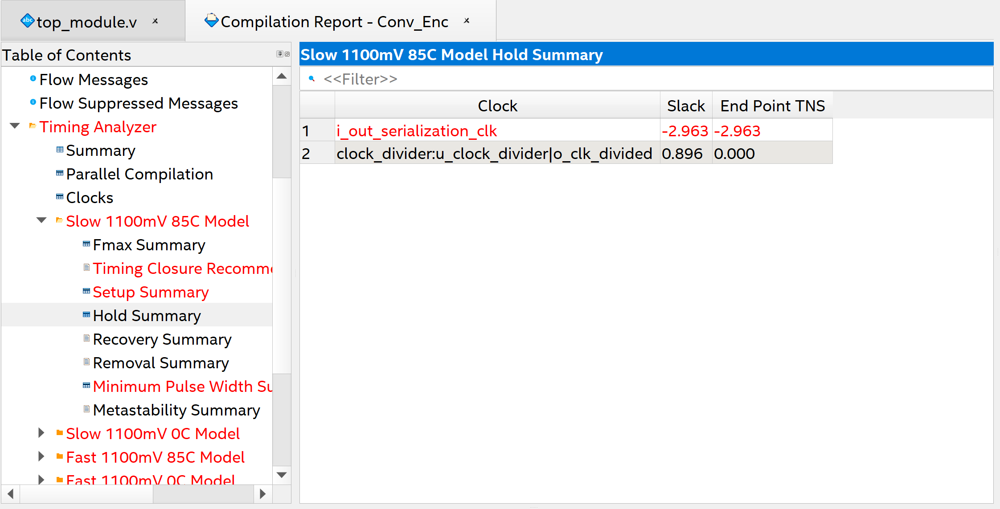 top_module.v
Compilation Report - Conv_Enc
Table of Contents
Flow Messages
Flow Suppressed Messages
Timing Analyzer
Summary
Parallel Compilation
Clocks
Slow 1100mV 85C Model
Fmax Summary
Timing Closure Recomme
Setup Summary
Hold Summary
Recovery Summary
Removal Summary
Minimum Pulse Width Su
Metastability Summary
Slow 1100mV 0C Model
Fast 1100mV 85C Model
Fast 1100mV 0C Model
Slow 1100mV 85C Model Hold Summary
<<Filter>>
Clock Slack End Point TNS
1 i_out_serialization_clk -2.963 -2.963
2 clock_divider:u_clock_divider|o_clk_divided 0.896 0.000